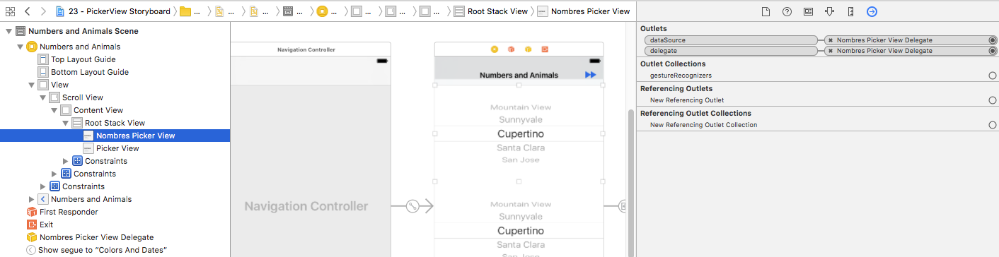 23 - PickerView Storyboard ... ... ... ... ... ... ... ... Root Stack View Nombres Picker View
Numbers and Animals Scene
Numbers and Animals
Top Layout Guide
Bottom Layout Guide
View
Scroll View
Content View
Root Stack View
Nombres Picker View
Picker View
Constraints
Constraints
Constraints
Numbers and Animals
First Responder
Exit
Nombres Picker View Delegate
Show segue to “Colors And Dates”
Navigation Controller
Navigation Controller
Numbers and Animals
Mountain View
Sunnyvale
Cupertino
Santa Clara
San Jose
Mountain View
Sunnyvale
Cupertino
Santa Clara
San Jose
Outlets
dataSource Nombres Picker View Delegate
delegate Nombres Picker View Delegate
Outlet Collections
gestureRecognizers
Referencing Outlets
New Referencing Outlet
Referencing Outlet Collections
New Referencing Outlet Collection